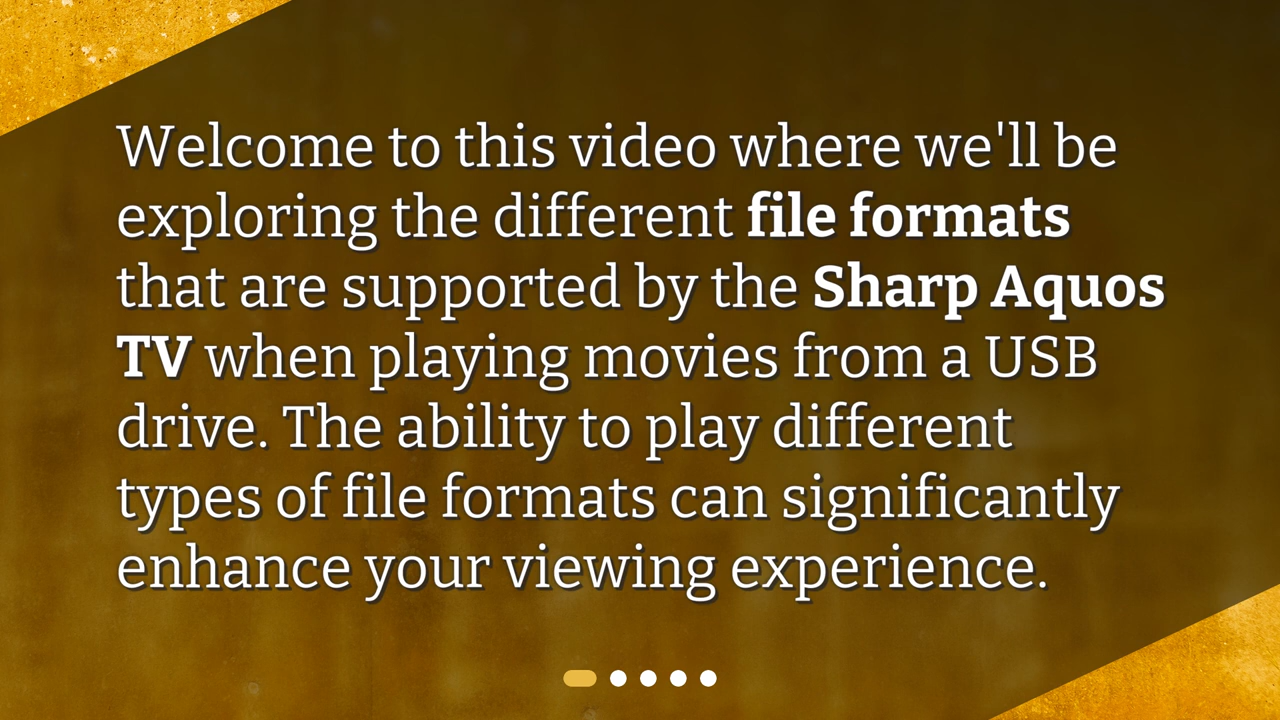 Welcome to this video where we'll be
exploring the different file formats
that are supported by the Sharp Aquos
TV when playing movies from a USB
drive. The ability to play different
types of file formats can significantly
enhance your viewing experience.